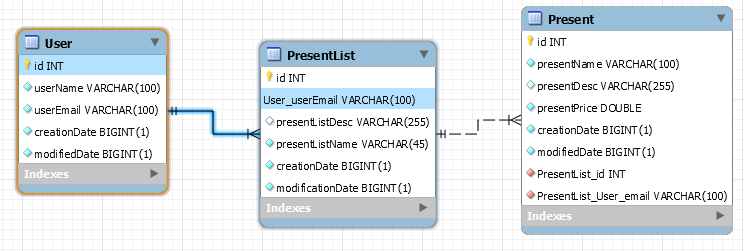 User
id INT
userName VARCHAR(100)
userEmail VARCHAR(100)
creationDate BIGINT(1)
modifiedDate BIGINT(1)
Indexes
PresentList
id INT
User_userEmail VARCHAR(100)
presentListDesc VARCHAR(255)
presentListName VARCHAR(45)
creationDate BIGINT(1)
modificationDate BIGINT(1)
Indexes
Present
id INT
presentName VARCHAR(100)
presentDesc VARCHAR(255)
presentPrice DOUBLE
creationDate BIGINT(1)
modifiedDate BIGINT(1)
PresentList_id INT
PresentList_User_email VARCHAR(100)
Indexes